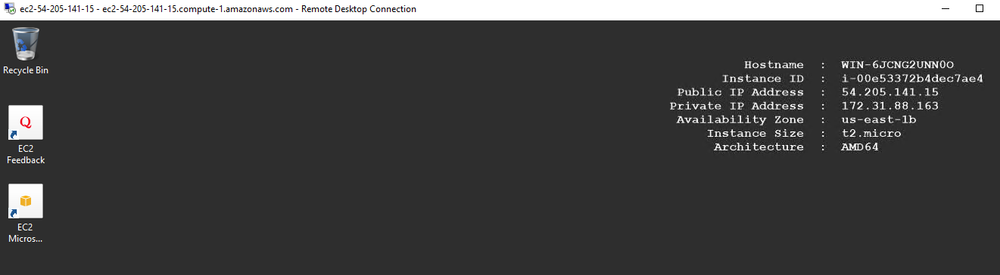 ec2-54-205-141-15 - ec2-54-205-141-15.compute-1.amazonaws.com - Remote Desktop Connection
Recycle Bin
Hostname : WIN-6JCNG2UNN0O
Instance ID : i-00e53372b4dec7ae4
Public IP Address : 54.205.141.15
Private IP Address : 172.31.88.163
Availability Zone : us-east-1b
Instance Size : t2.micro
Architecture : AMD64
Q
EC2
Feedback
EC2
Micros...